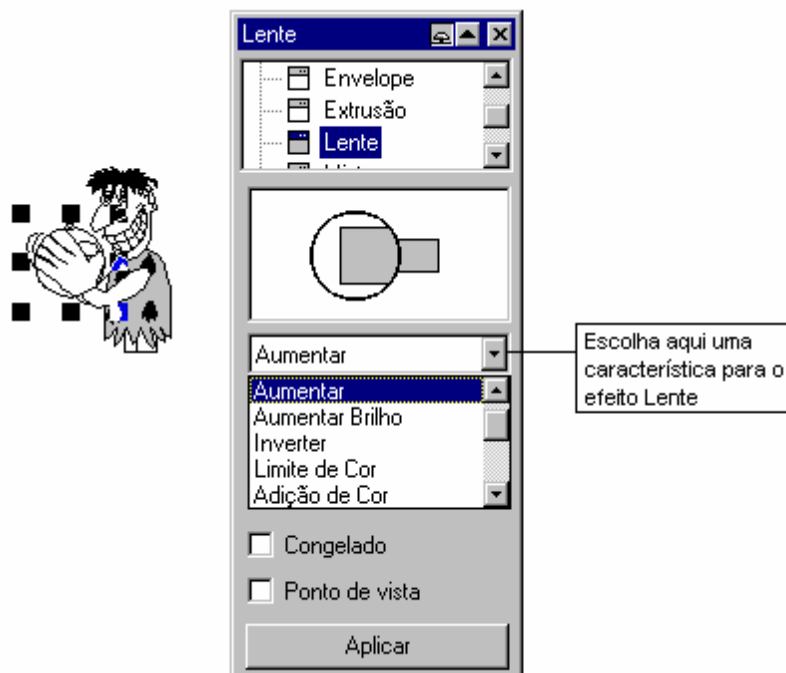 Lente
Envelope
Extrusão
Lente
Aumentar
Aumentar
Aumentar Brilho
Inverter
Limite de Cor
Adição de Cor
Congelado
Ponto de vista
Aplicar
Escolha aqui uma
característica para o
efeito Lente